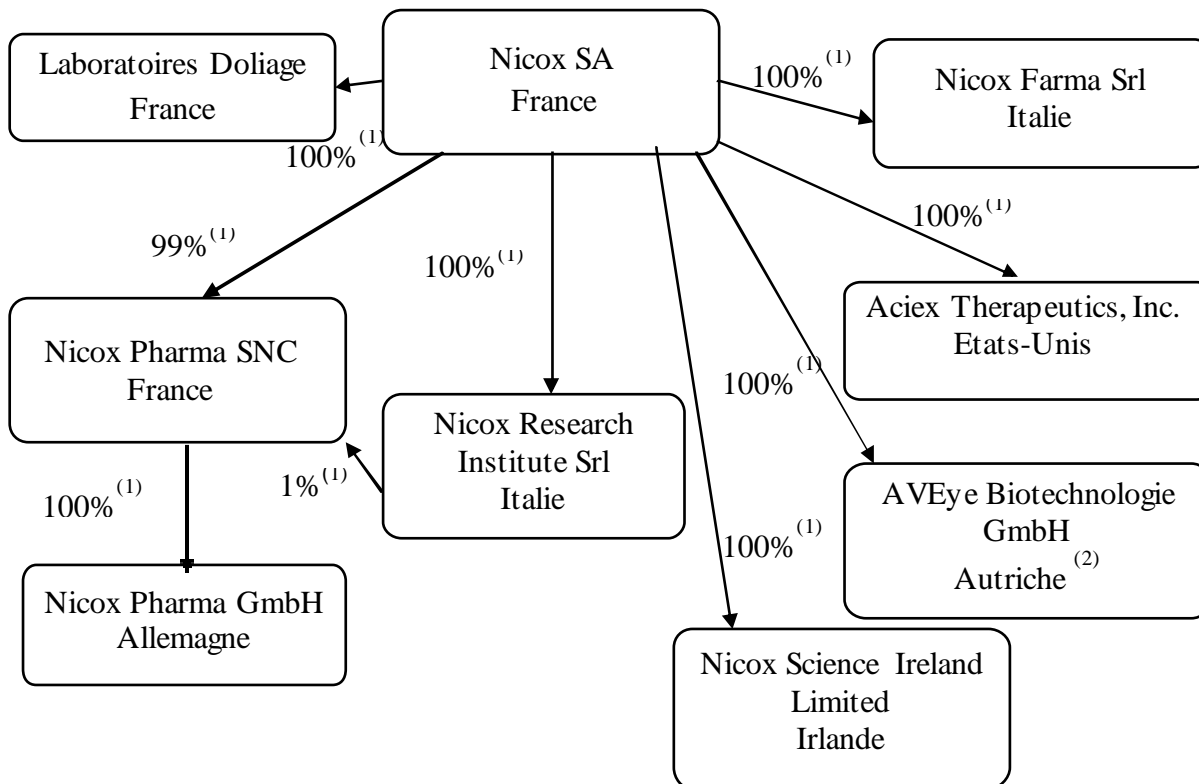 Laboratoires Doliage
France
Nicox SA
France
100% (1)
Nicox Farma Srl
Italie
100% (1)
99% (1)
100% (1)
100% (1)
Aciex Therapeutics, Inc.
Etats-Unis
Nicox Pharma SNC
France
100% (1)
Nicox Research
Institute Srl
Italie
1% (1)
100% (1)
AVEye Biotechnologie
GmbH
Autriche (2)
100% (1)
Nicox Pharma GmbH
Allemagne
Nicox Science Ireland
Limited
Irlande